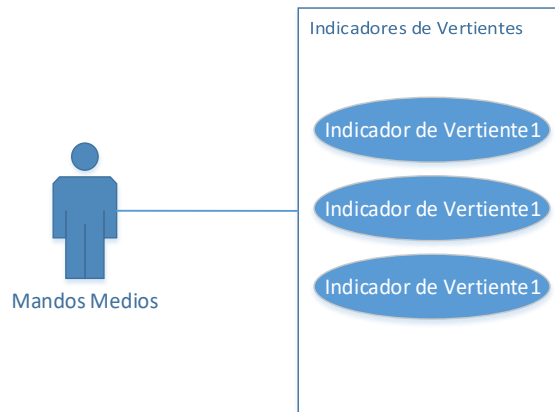 Indicadores de Vertientes
Indicador de Vertiente1
Indicador de Vertiente1
Indicador de Vertiente1
Mandos Medios